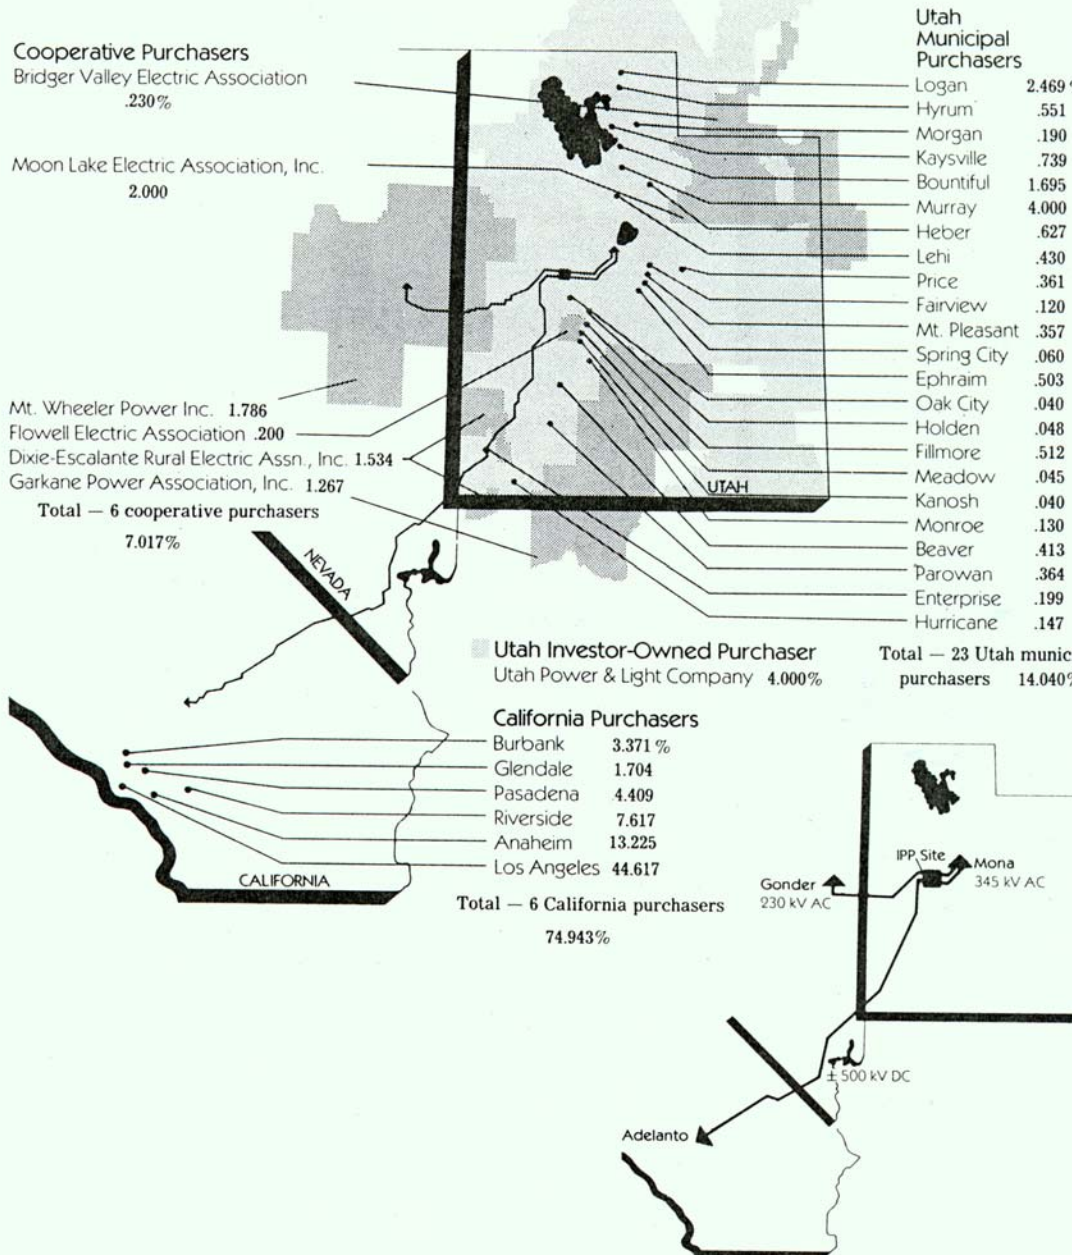 Cooperative Purchasers
Bridger Valley Electric Association
.230%
Moon Lake Electric Association, Inc.
2.000
Mt. Wheeler Power Inc. 1.786
Flowell Electric Association .200
Dixie-Escalante Rural Electric Assn., Inc. 1.534
Garkane Power Association, Inc. 1.267
Total — 6 cooperative purchasers
7.017%
Utah
Municipal
Purchasers
Logan 2.469%
Hyrum .551
Morgan .190
Kaysville .739
Bountiful 1.695
Murray 4.000
Heber .627
Lehi .430
Price .361
Fairview .120
Mt. Pleasant .357
Spring City .060
Ephraim .503
Oak City .040
Holden .048
Fillmore .512
Meadow .045
Kanosh .040
Monroe .130
Beaver .413
Parowan .364
Enterprise .199
Hurricane .147
Total — 23 Utah munic
purchasers 14.040%
UTAH
NEVADA
Utah Investor-Owned Purchaser
Utah Power & Light Company 4.000%
California Purchasers
Burbank 3.371%
Glendale 1.704
Pasadena 4.409
Riverside 7.617
Anaheim 13.225
Los Angeles 44.617
Total — 6 California purchasers
74.943%
CALIFORNIA
IPP Site
Mona
345 kV AC
Gonder
230 kV AC
± 500 kV DC
Adelanto